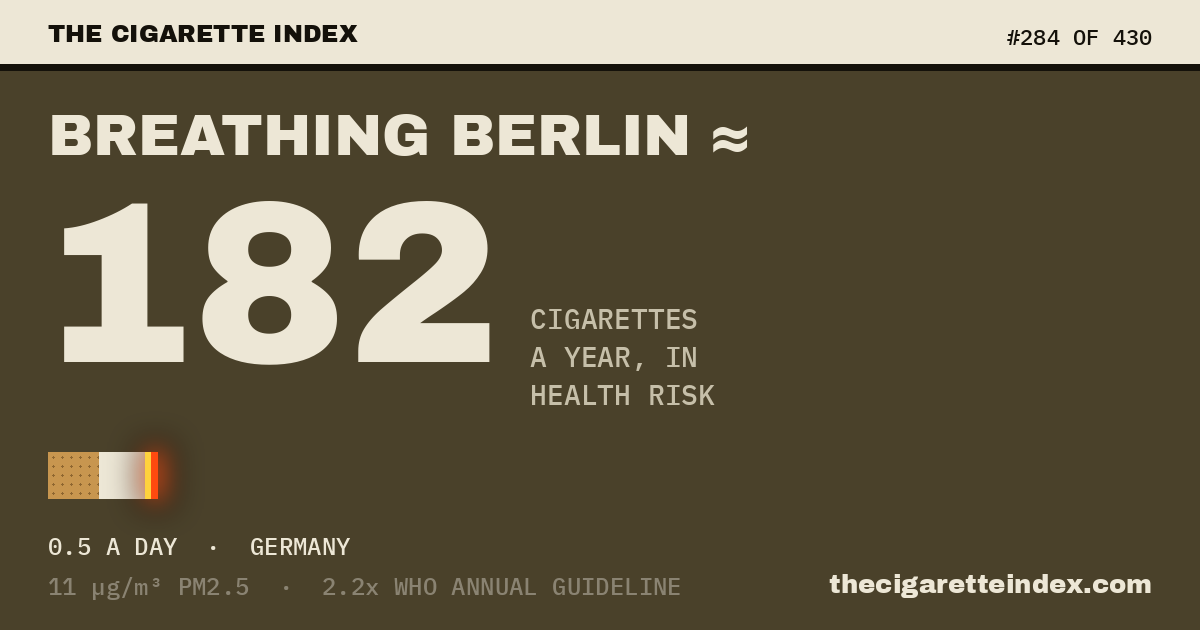 THE CIGARETTE INDEX
#284 OF 430
BREATHING BERLIN ≈
182
CIGARETTES
A YEAR, IN
HEALTH RISK
0.5 A DAY · GERMANY
11 µg/m³ PM2.5 · 2.2x WHO ANNUAL GUIDELINE
thecigaretteindex.com